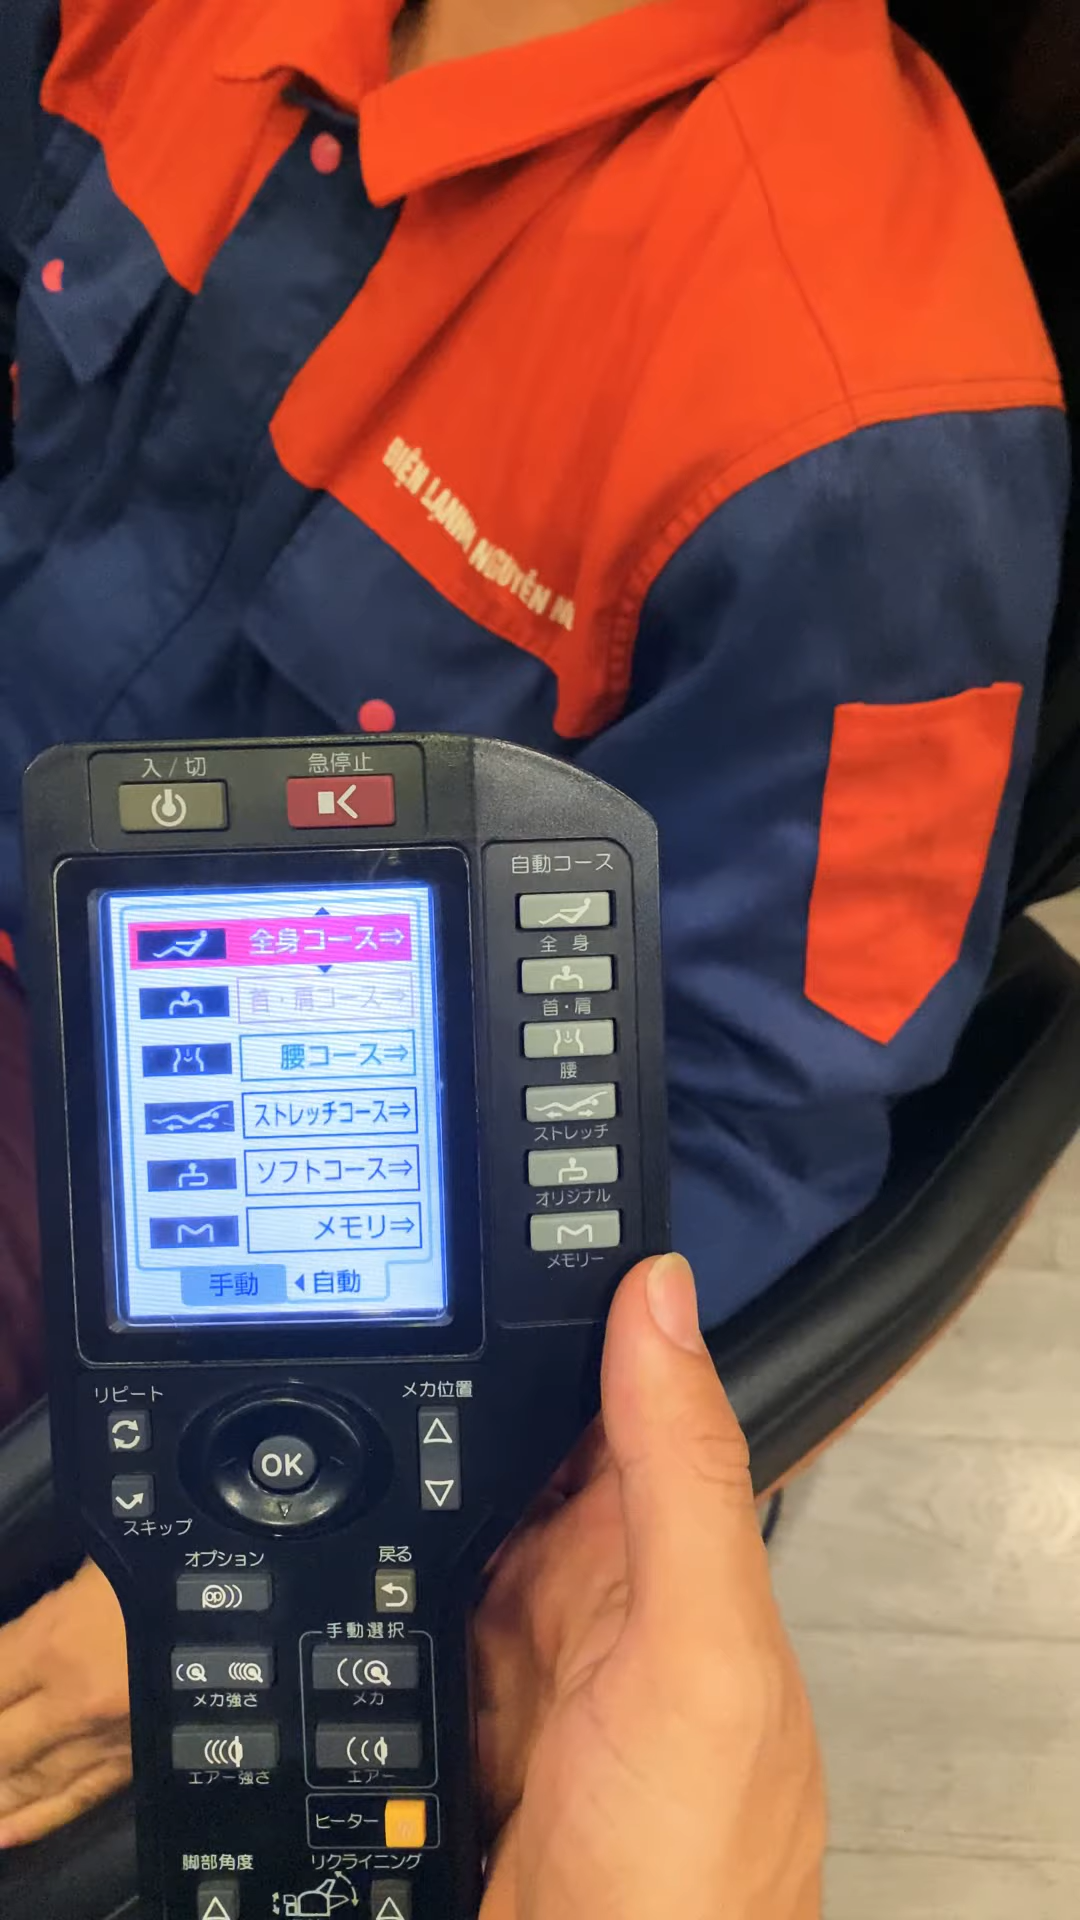 ĐIỆN LẠNH NGUYỄN
入/切
急停止
自動コース
全身コース⇒
首・肩コース⇒
腰コース⇒
ストレッチコース⇒
ソフトコース⇒
メモリ⇒
手動
自動
全身
首・肩
腰
ストレッチ
オリジナル
メモリー
リピート
メカ位置
OK
スキップ
オプション
OP
戻る
手動選択
メカ強さ
メカ
エアー強さ
エアー
ヒーター
脚部角度
リクライニング